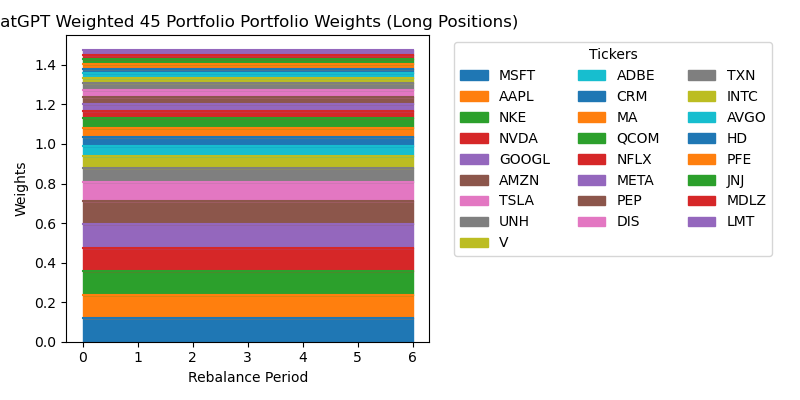 atGPT Weighted 45 Portfolio Portfolio Weights (Long Positions)
1.4
1.2
1.0
0.8
0.6
0.4
0.2
0.0
Weights
0 1 2 3 4 5 6
Rebalance Period
Tickers
MSFT ADBE TXN
AAPL CRM INTC
NKE MA AVGO
NVDA QCOM HD
GOOGL NFLX PFE
AMZN META JNJ
TSLA PEP MDLZ
UNH DIS LMT
V